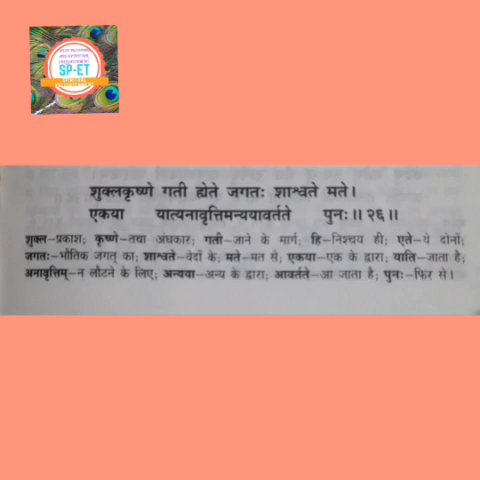 SP-ET
शुक्लकृष्णे गती ह्येते जगतः शाश्वते मते।
एकया यात्यनावृत्तिमन्ययावर्तते पुनः॥२६॥
शुक्ल–प्रकाश; कृष्णे–तथा अंधकार; गती–जाने के मार्ग; हि–निश्चय ही; एते–ये दोनों;
जगतः–भौतिक जगत् का; शाश्वते–वेदों के; मते–मत से; एकया–एक के द्वारा; याति–जाता है;
अनावृत्तिम्–न लौटने के लिए; अन्यया–अन्य के द्वारा; आवर्तते–आ जाता है; पुनः–फिर से।